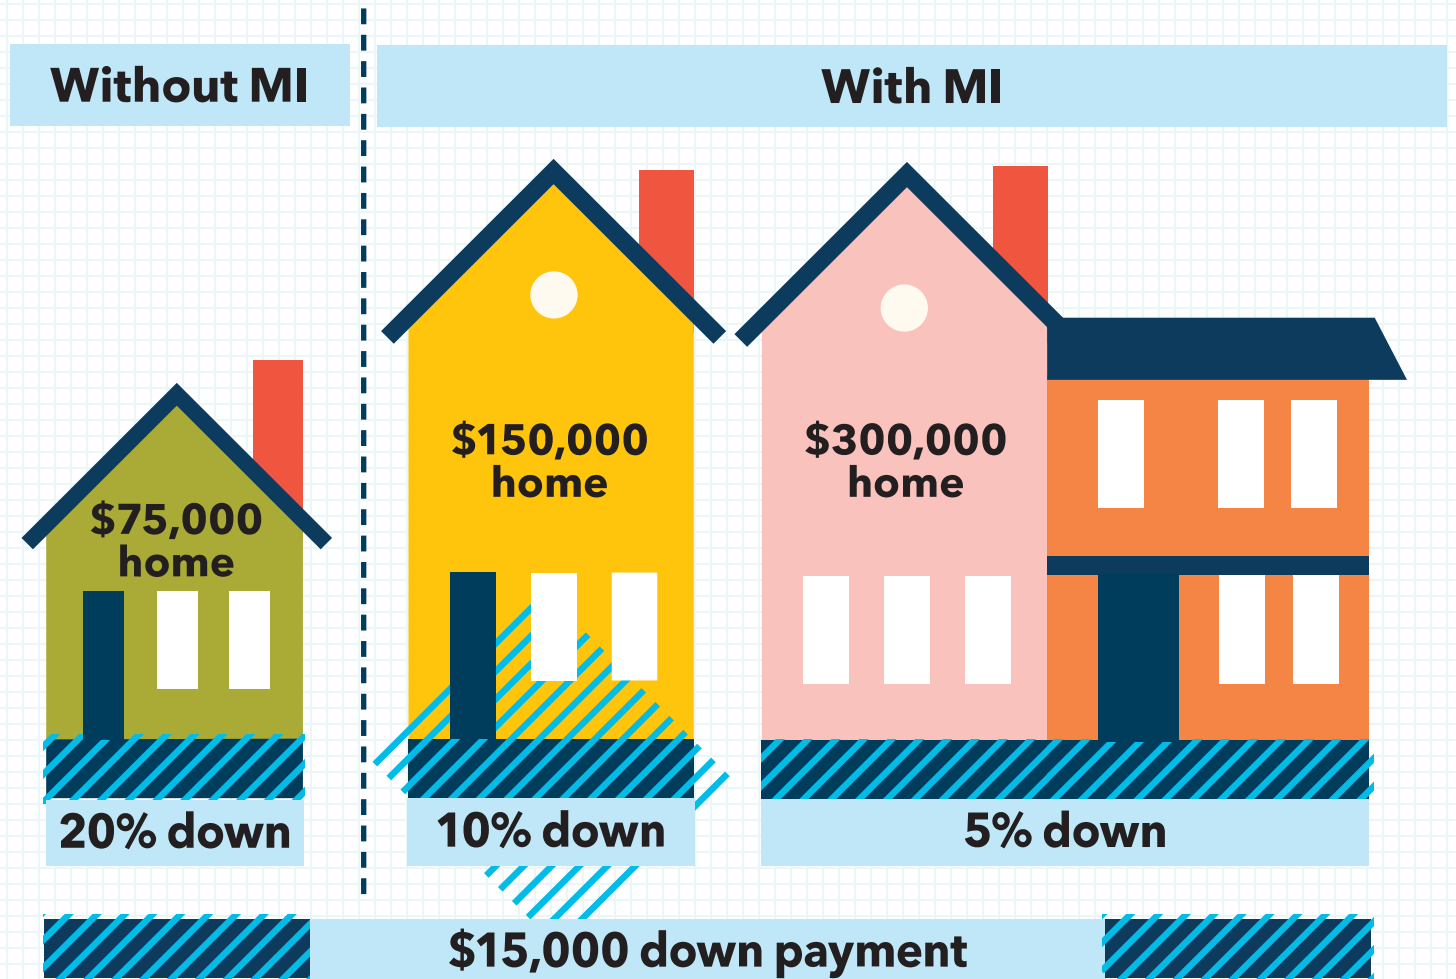 Without MI
With MI
$75,000
home
$150,000
home
$300,000
home
20% down
10% down
5% down
$15,000 down payment